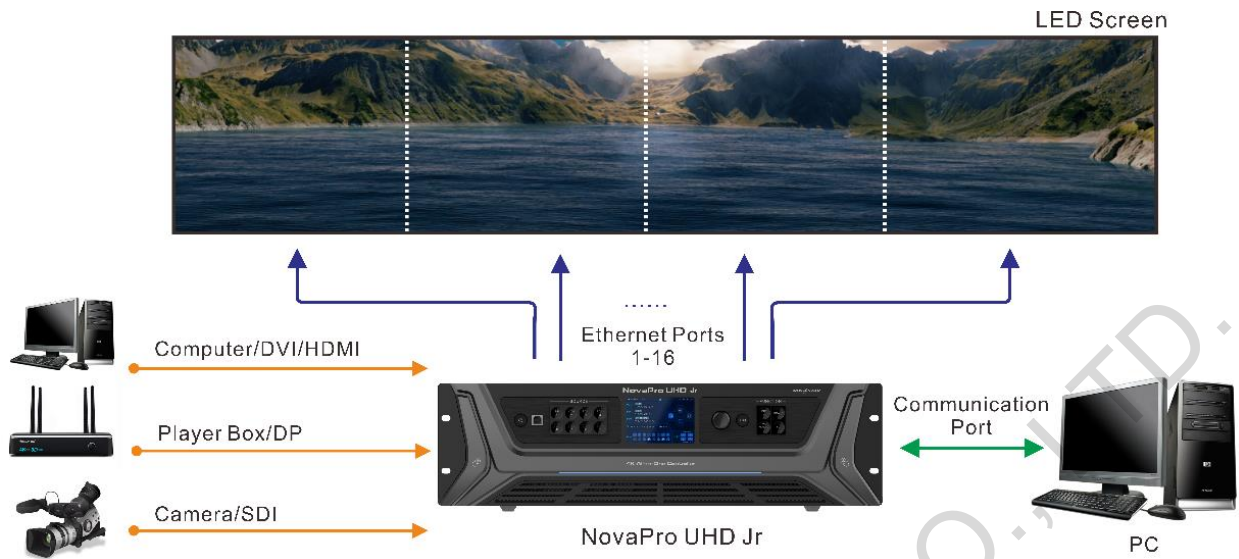 LED Screen
Ethernet Ports
1-16
Computer/DVI/HDMI
Player Box/DP
Camera/SDI
NovaPro UHD Jr
Communication
Port
NovaPro UHD Jr
PC
O., LTD.